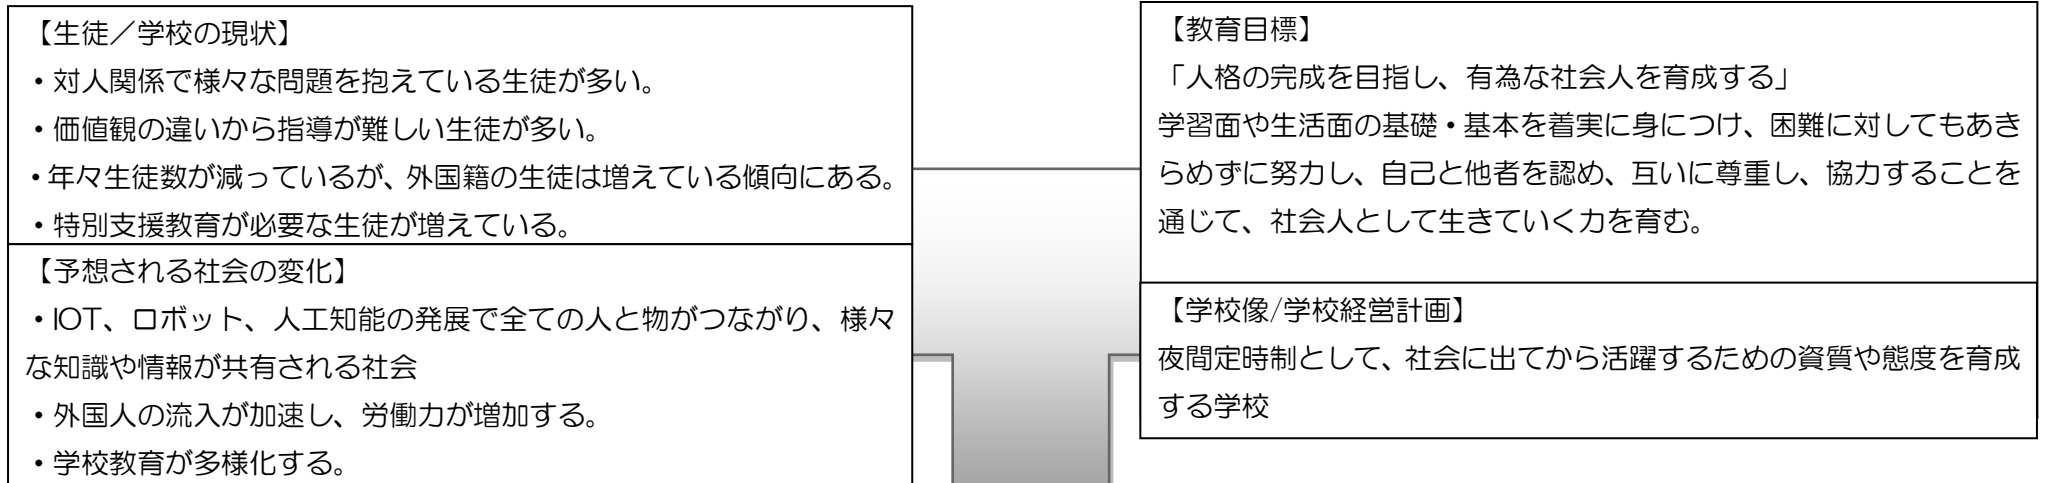 【生徒／学校の現状】
・対人関係で様々な問題を抱えている生徒が多い。
・価値観の違いから指導が難しい生徒が多い。
・年々生徒数が減っているが、外国籍の生徒は増えている傾向にある。
・特別支援教育が必要な生徒が増えている。
【予想される社会の変化】
・IOT、ロボット、人工知能の発展で全ての人と物がつながり、様々
な知識や情報が共有される社会
・外国人の流入が加速し、労働力が増加する。
・学校教育が多様化する。
【教育目標】
「人格の完成を目指し、有為な社会人を育成する」
学習面や生活面の基礎・基本を着実に身につけ、困難に対してもあき
らめずに努力し、自己と他者を認め、互いに尊重し、協力することを
通じて、社会人として生きていく力を育む。
【学校像/学校経営計画】
夜間定時制として、社会に出てから活躍するための資質や態度を育成
する学校